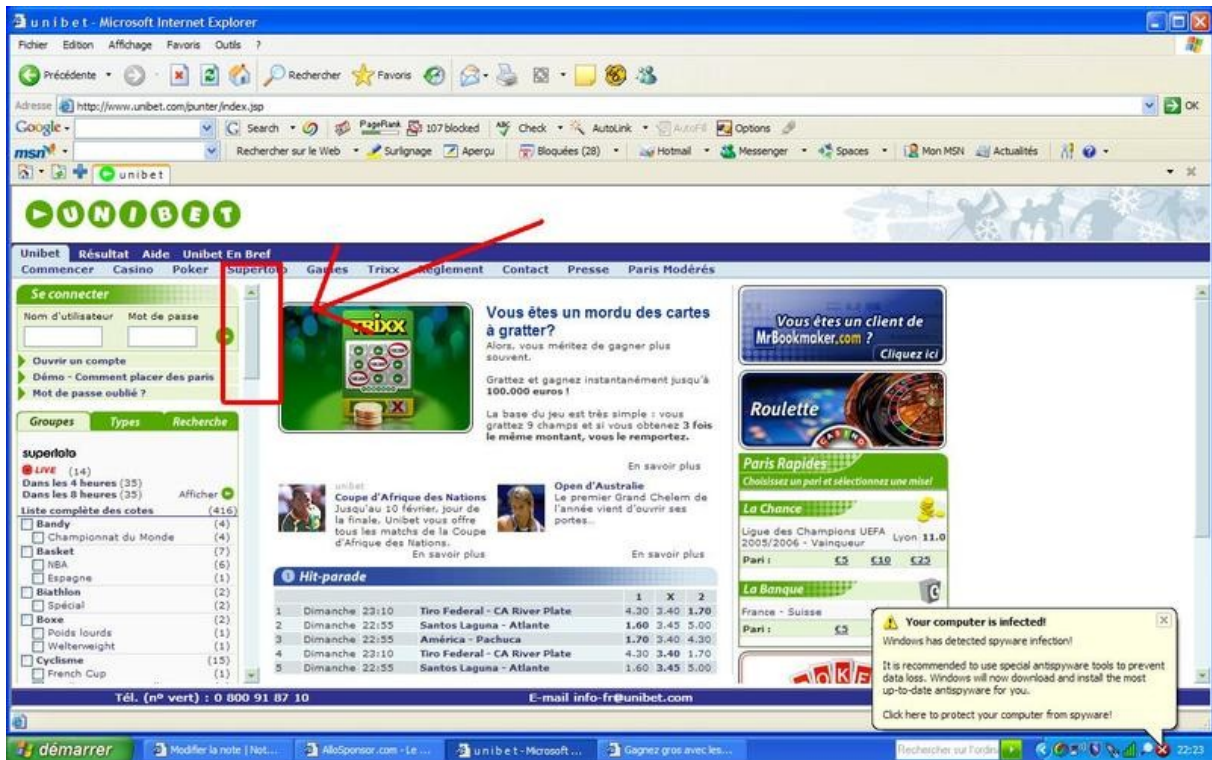 u n i b e t - Microsoft Internet Explorer
Fichier Edition Affichage Favoris Outils ?
Précédente Rechercher Favoris
Adresse http://www.unibet.com/punter/index.jsp OK
Google - Search PageRank 107 blocked Check AutoLink AutoFill Options
msn Rechercher sur le Web Surlignage Aperçu Bloquées (28) Hotmail Messenger Spaces Mon MSN Actualités
unibet
UNIBET
Unibet Résultat Aide Unibet En Bref
Commencer Casino Poker Supertoto Games Trixx Règlement Contact Presse Paris Modérés
Se connecter
Nom d'utilisateur Mot de passe
Ouvrir un compte
Démo - Comment placer des paris
Mot de passe oublié ?
Groupes Types Recherche
supertoto
LIVE (14)
Dans les 4 heures (35)
Dans les 8 heures (35) Afficher
Liste complète des cotes (416)
Bandy (4)
Championnat du Monde (4)
Basket (7)
NBA (6)
Espagne (1)
Biathlon (2)
Spécial (2)
Boxe (2)
Poids lourds (1)
Welterweight (1)
Cyclisme (15)
French Cup (1)
TRIXX
X
Vous êtes un mordu des cartes
à gratter?
Alors, vous méritez de gagner plus
souvent.
Grattez et gagnez instantanément jusqu'à
100.000 euros !
La base du jeu est très simple : vous
grattez 9 champs et si vous obtenez 3 fois
le même montant, vous le remportez.
En savoir plus
unibet
Coupe d'Afrique des Nations
Jusqu'au 10 février, jour de
la finale, Unibet vous offre
tous les matchs de la Coupe
d'Afrique des Nations.
En savoir plus
Open d'Australie
Le premier Grand Chelem de
l'année vient d'ouvrir ses
portes...
En savoir plus
Hit-parade
1 X 2
1 Dimanche 23:10 Tiro Federal - CA River Plate 4.30 3.40 1.70
2 Dimanche 22:55 Santos Laguna - Atlante 1.60 3.45 5.00
3 Dimanche 22:55 América - Pachuca 1.70 3.40 4.30
4 Dimanche 23:10 Tiro Federal - CA River Plate 4.30 3.40 1.70
5 Dimanche 22:55 Santos Laguna - Atlante 1.60 3.45 5.00
Vous êtes un client de
MrBookmaker.com ?
Cliquez ici
Roulette
CASINO
Paris Rapides
Choisissez un pari et sélectionnez une mise!
La Chance
Ligue des Champions UEFA
2005/2006 - Vainqueur Lyon 11.0
Pari : €5 €10 €25
La Banque
France - Suisse
Pari : €5
OKE
Your computer is infected!
Windows has detected spyware infection!
It is recommended to use special antispyware tools to prevent
data loss. Windows will now download and install the most
up-to-date antispyware for you.
Click here to protect your computer from spyware!
Tél. (n° vert) : 0 800 91 87 10 E-mail info-fr@unibet.com
démarrer Modifier la note | Not... AlloSponsor.com - Le ... u n i b e t - Microsoft ... Gagnez gros avec les... Rechercher sur l'ordin 22:23